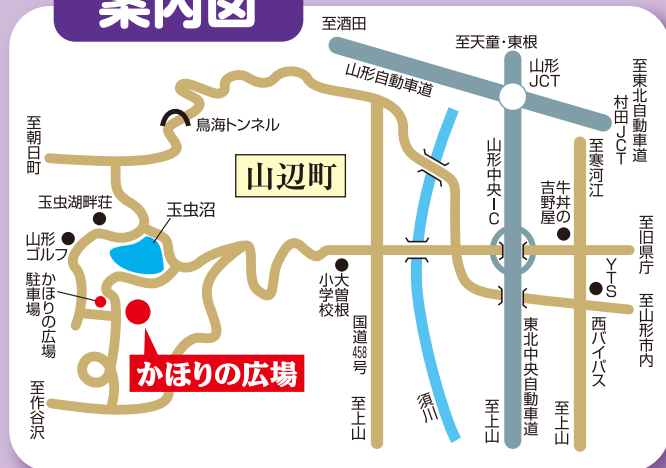 案内図
至酒田
至天童・東根
山形自動車道
山形
JCT
至東北自動車道
村田JCT
至朝日町
鳥海トンネル
山辺町
山形中央IC
至寒河江
牛丼の
吉野屋
玉虫湖畔荘
玉虫沼
山形
ゴルフ
至旧県庁
かほりの広場
駐車場
大曽根
小学校
YTS
至山形市内
国道458号
西バイパス
東北中央自動車道
かほりの広場
須川
至作谷沢
至上山
至上山
至上山